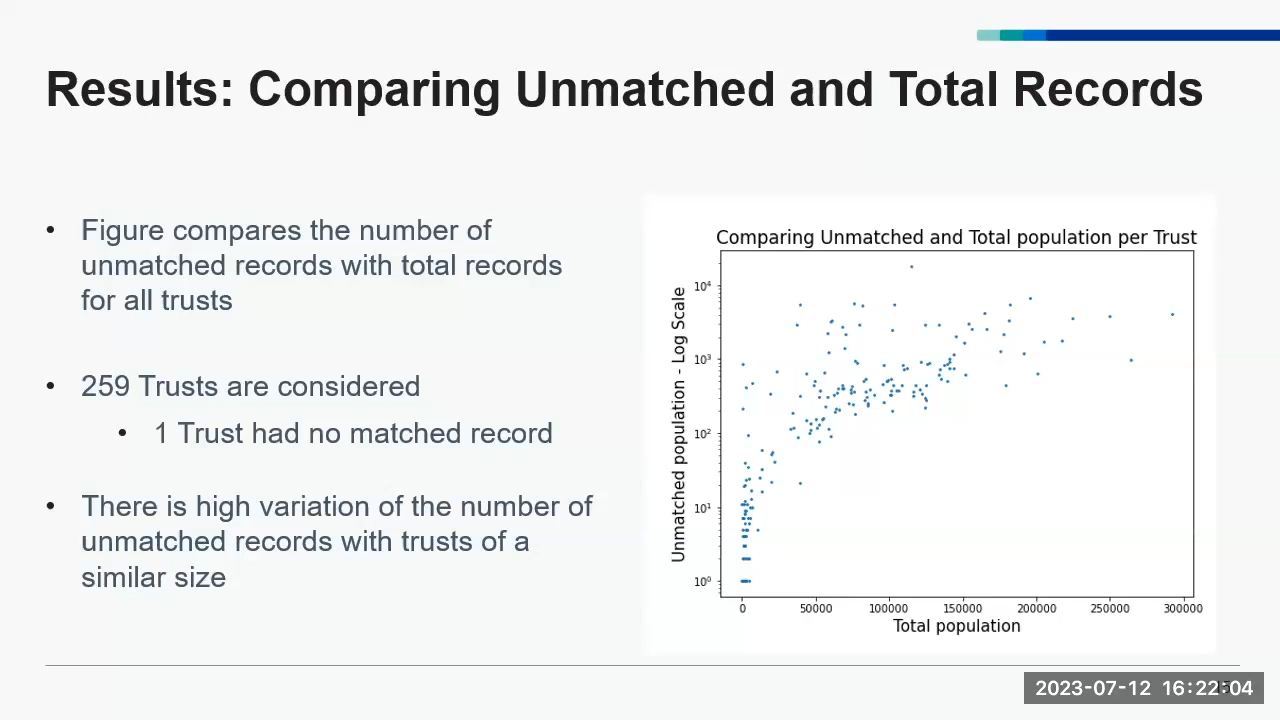 Results: Comparing Unmatched and Total Records
• Figure compares the number of
unmatched records with total records
for all trusts
• 259 Trusts are considered
• 1 Trust had no matched record
• There is high variation of the number of
unmatched records with trusts of a
similar size
Comparing Unmatched and Total population per Trust
Unmatched population - Log Scale
10⁴
10³
10²
10¹
10⁰
0 50000 100000 150000 200000 250000 300000
Total population
2023-07-12 16:22:04